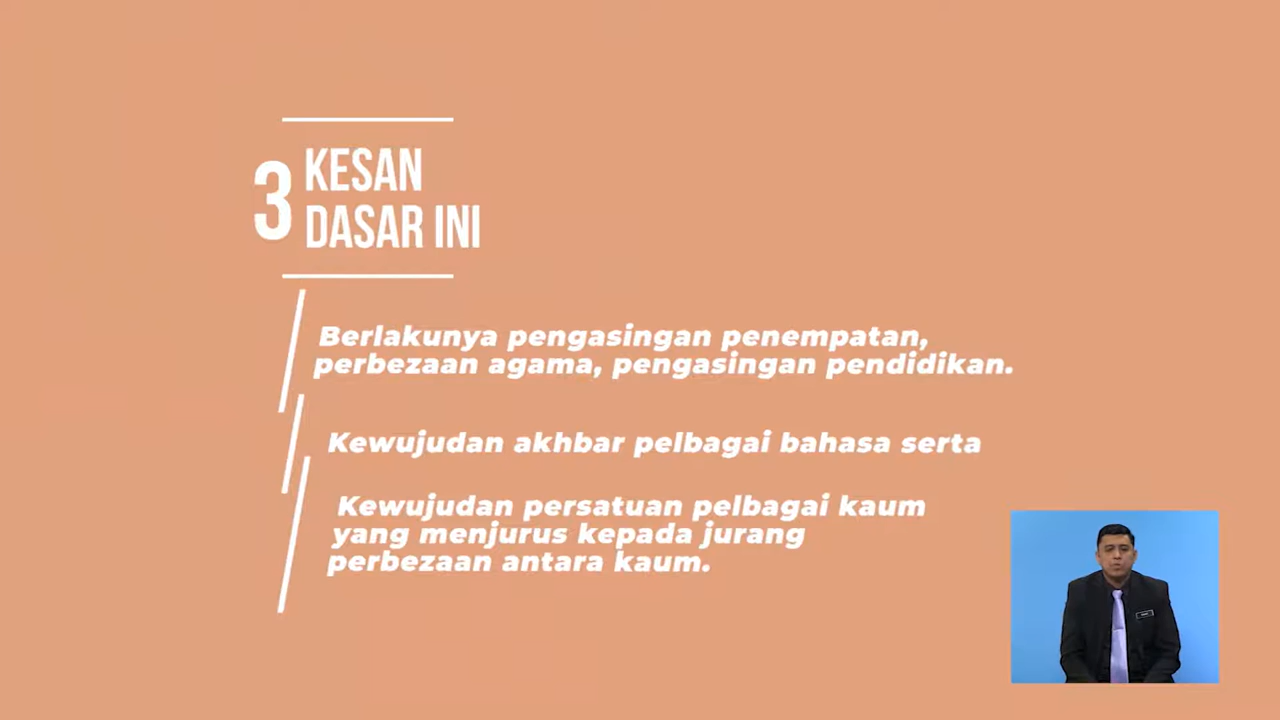 3 KESAN
DASAR INI
Berlakunya pengasingan penempatan,
perbezaan agama, pengasingan pendidikan.
Kewujudan akhbar pelbagai bahasa serta
Kewujudan persatuan pelbagai kaum
yang menjurus kepada jurang
perbezaan antara kaum.